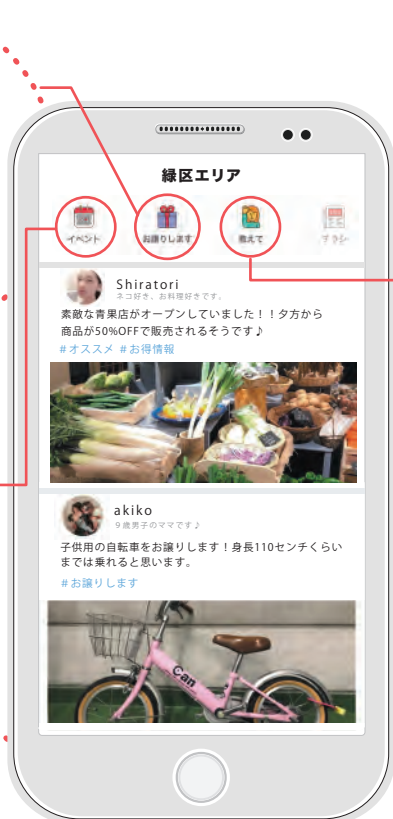 緑区エリア
イベント
お譲りします
教えて
チラシ
Shiratori
ネコ好き、お料理好きです。
素敵な青果店がオープンしていました！！夕方から
商品が50%OFFで販売されるそうです♪
#オススメ #お得情報
akiko
９歳男子のママです♪
子供用の自転車をお譲りします！身長110センチくらい
までは乗れると思います。
#お譲りします
Can